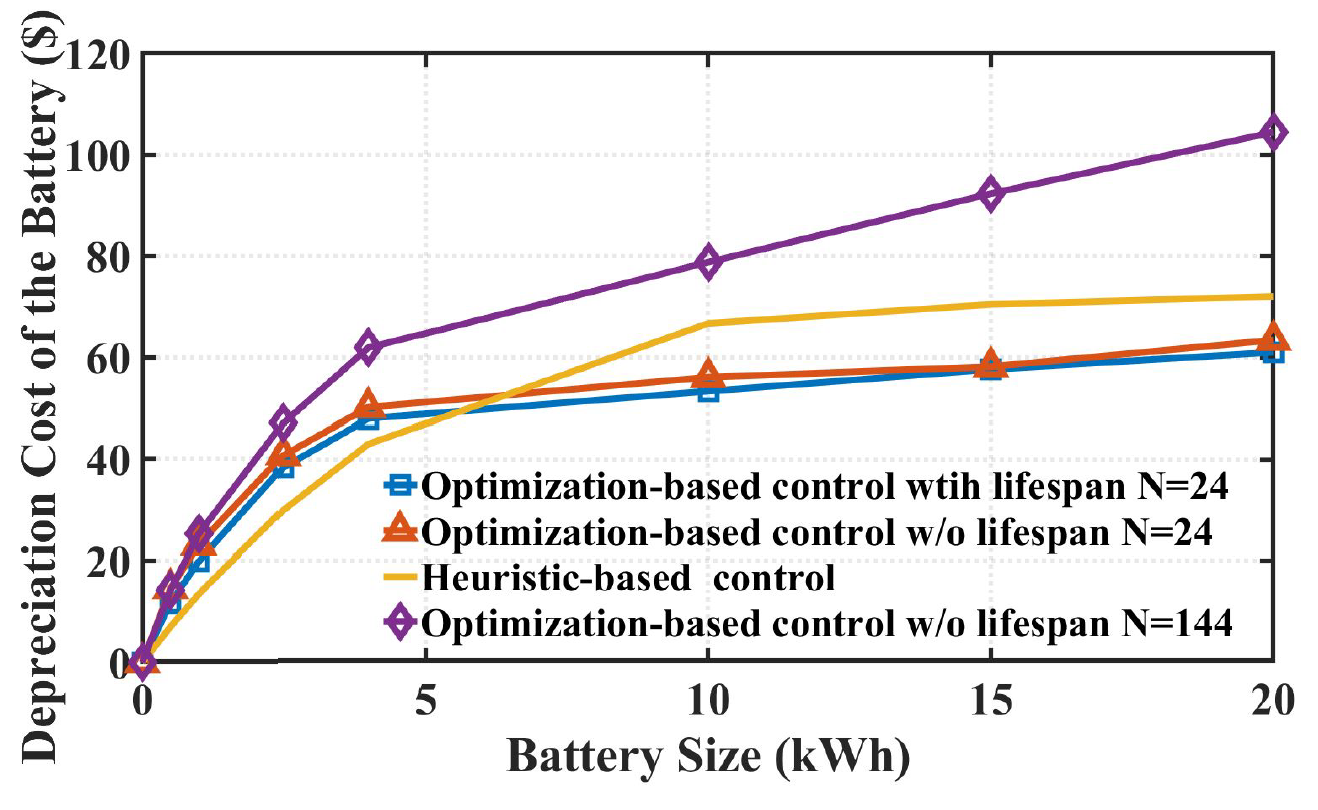 Depreciation Cost of the Battery ($)
120
100
80
60
40
20
0
Optimization-based control wtih lifespan N=24
Optimization-based control w/o lifespan N=24
Heuristic-based control
Optimization-based control w/o lifespan N=144
0 5 10 15 20
Battery Size (kWh)